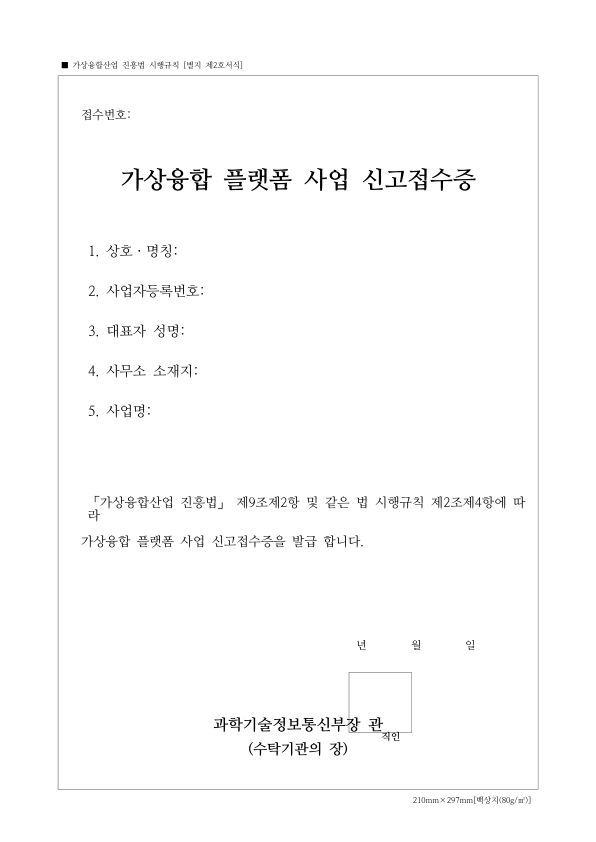 ■ 가상융합산업 진흥법 시행규칙 [별지 제2호서식]
접수번호:
가상융합 플랫폼 사업 신고접수증
1. 상호 · 명칭:
2. 사업자등록번호:
3. 대표자 성명:
4. 사무소 소재지:
5. 사업명:
「가상융합산업 진흥법」 제9조제2항 및 같은 법 시행규칙 제2조제4항에 따
라
가상융합 플랫폼 사업 신고접수증을 발급 합니다.
년 월 일
과학기술정보통신부장 관
직인
(수탁기관의 장)
210mm×297mm[백상지(80g/㎡)]